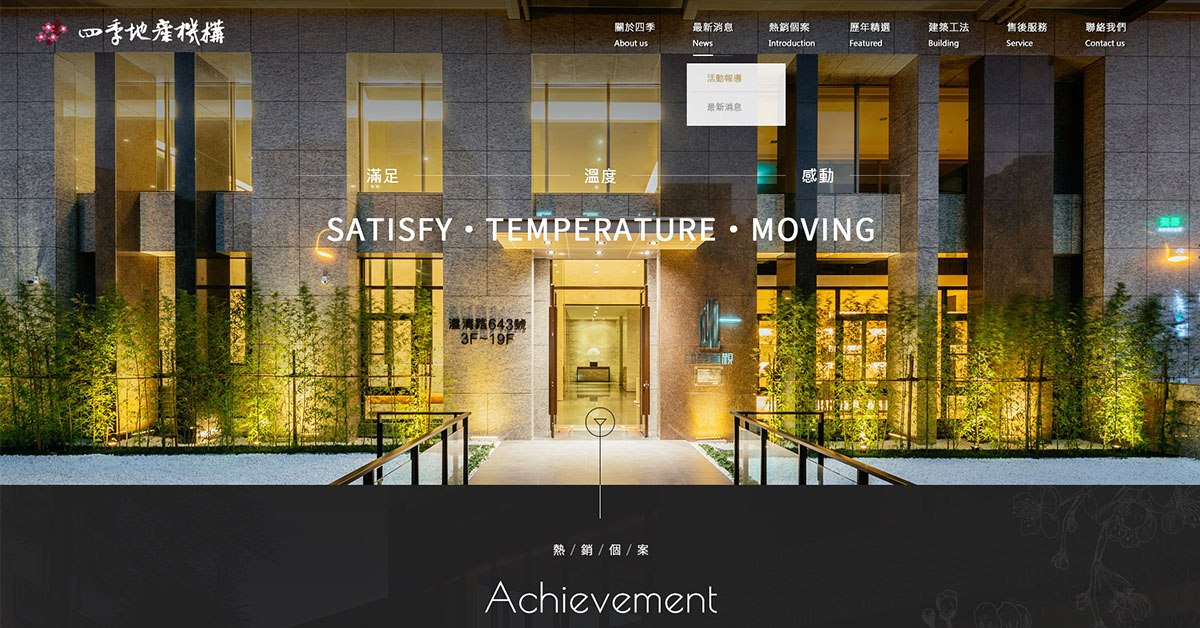 四季地產機構
關於四季
About us
最新消息
News
熱銷個案
Introduction
歷年精選
Featured
建築工法
Building
售後服務
Service
聯絡我們
Contact us
活動報導
最新消息
滿足 溫度 感動
SATISFY • TEMPERATURE • MOVING
643號
3F~19F
觀
熱 / 銷 / 個 / 案
Achievement